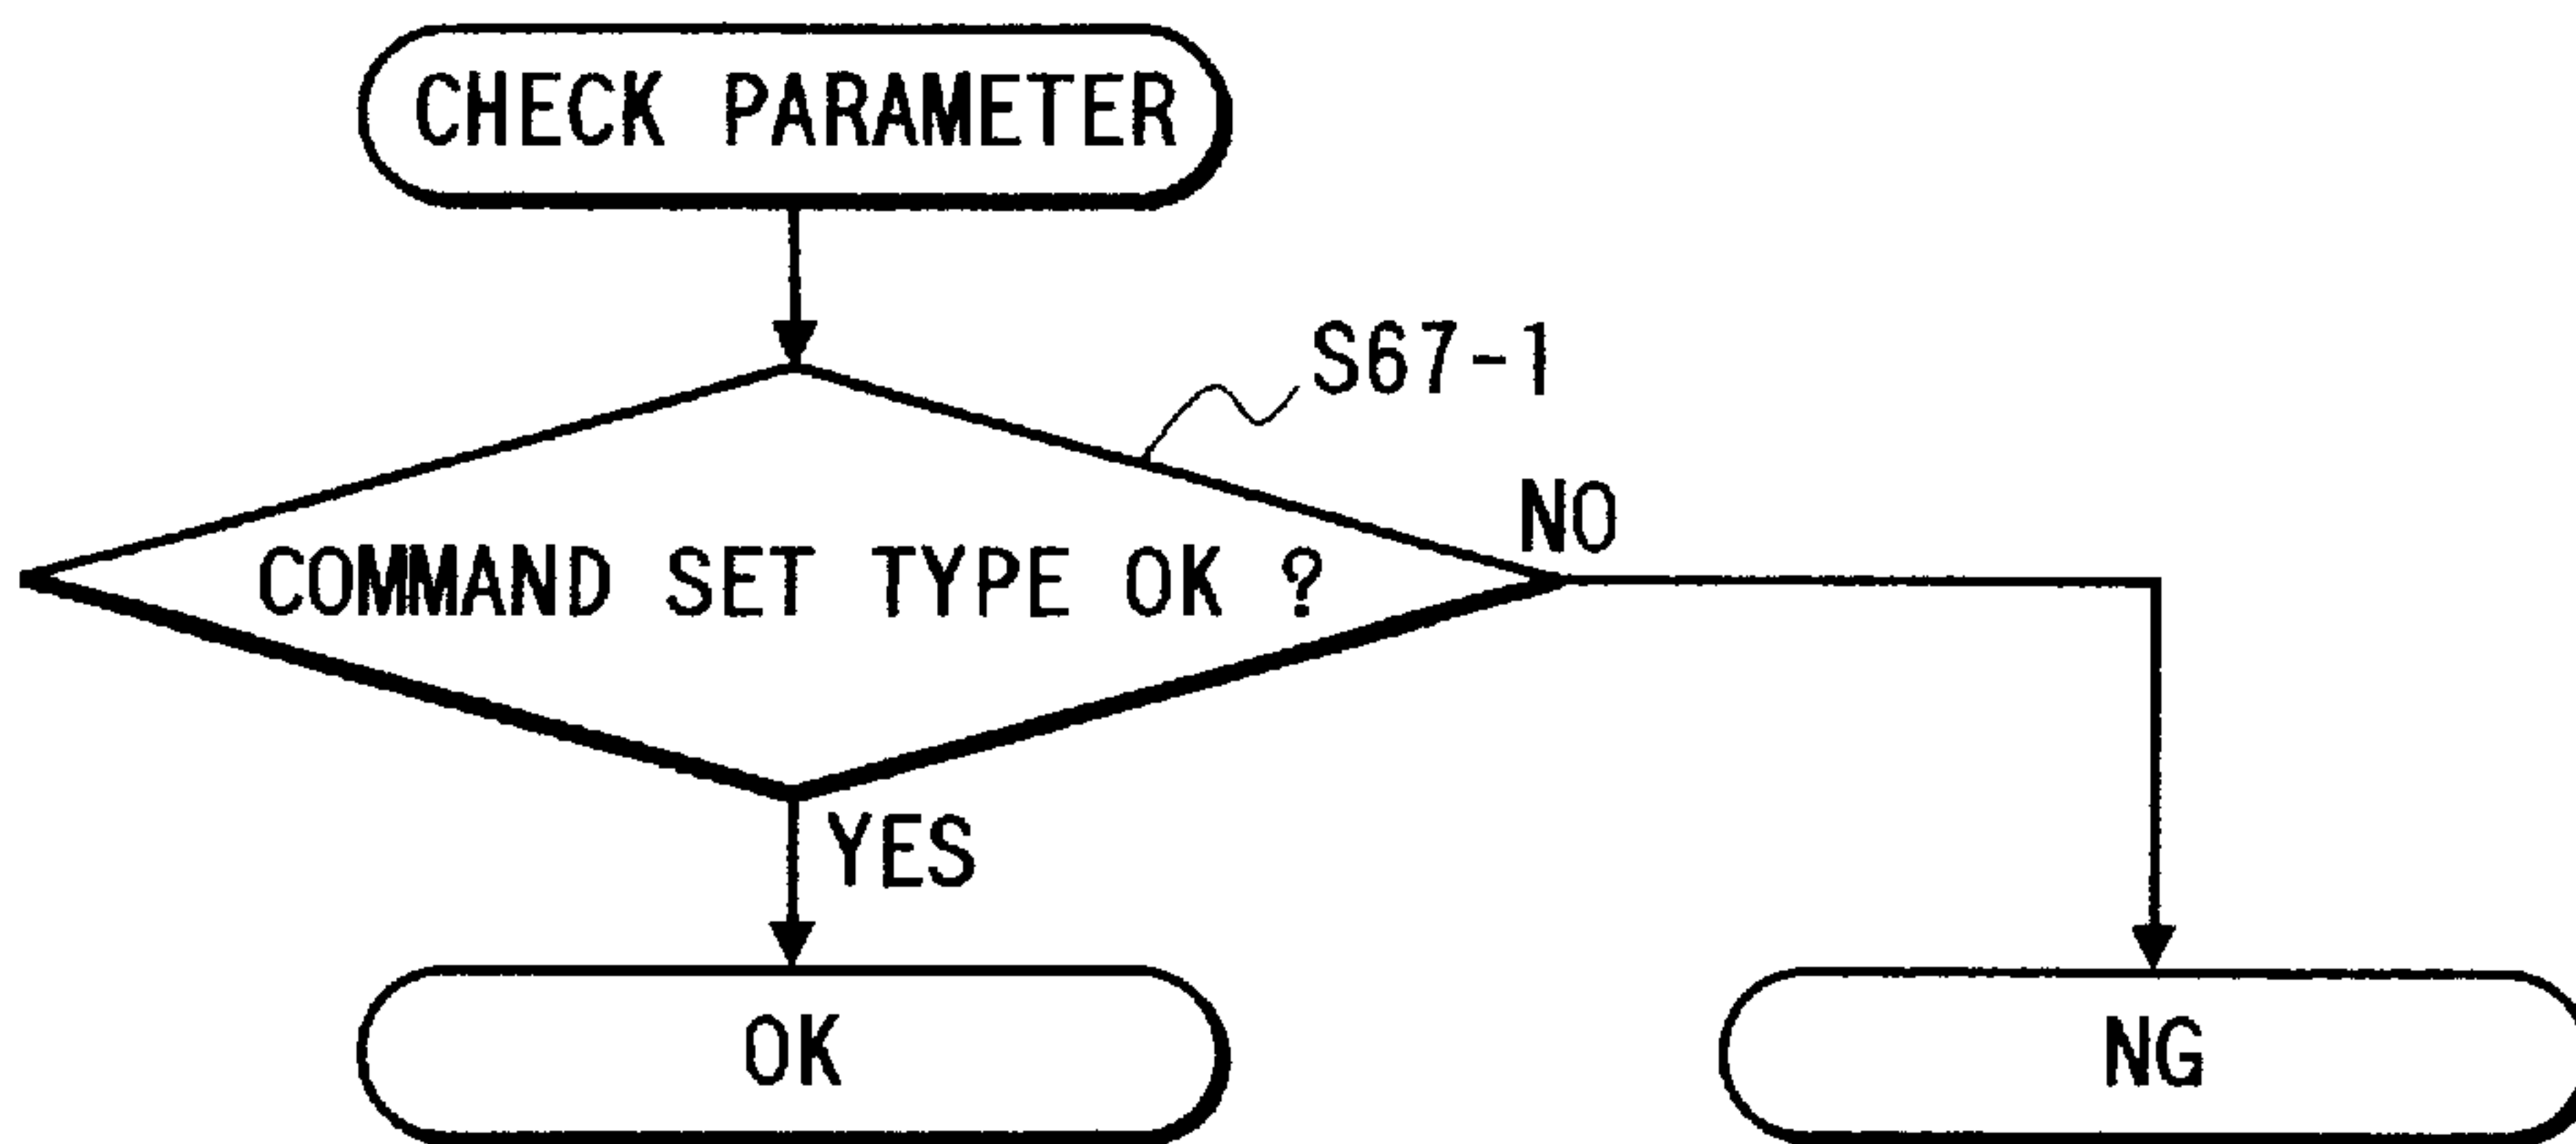 CHECK PARAMETER
S67-1
NO
COMMAND SET TYPE OK ?
YES
OK
NG